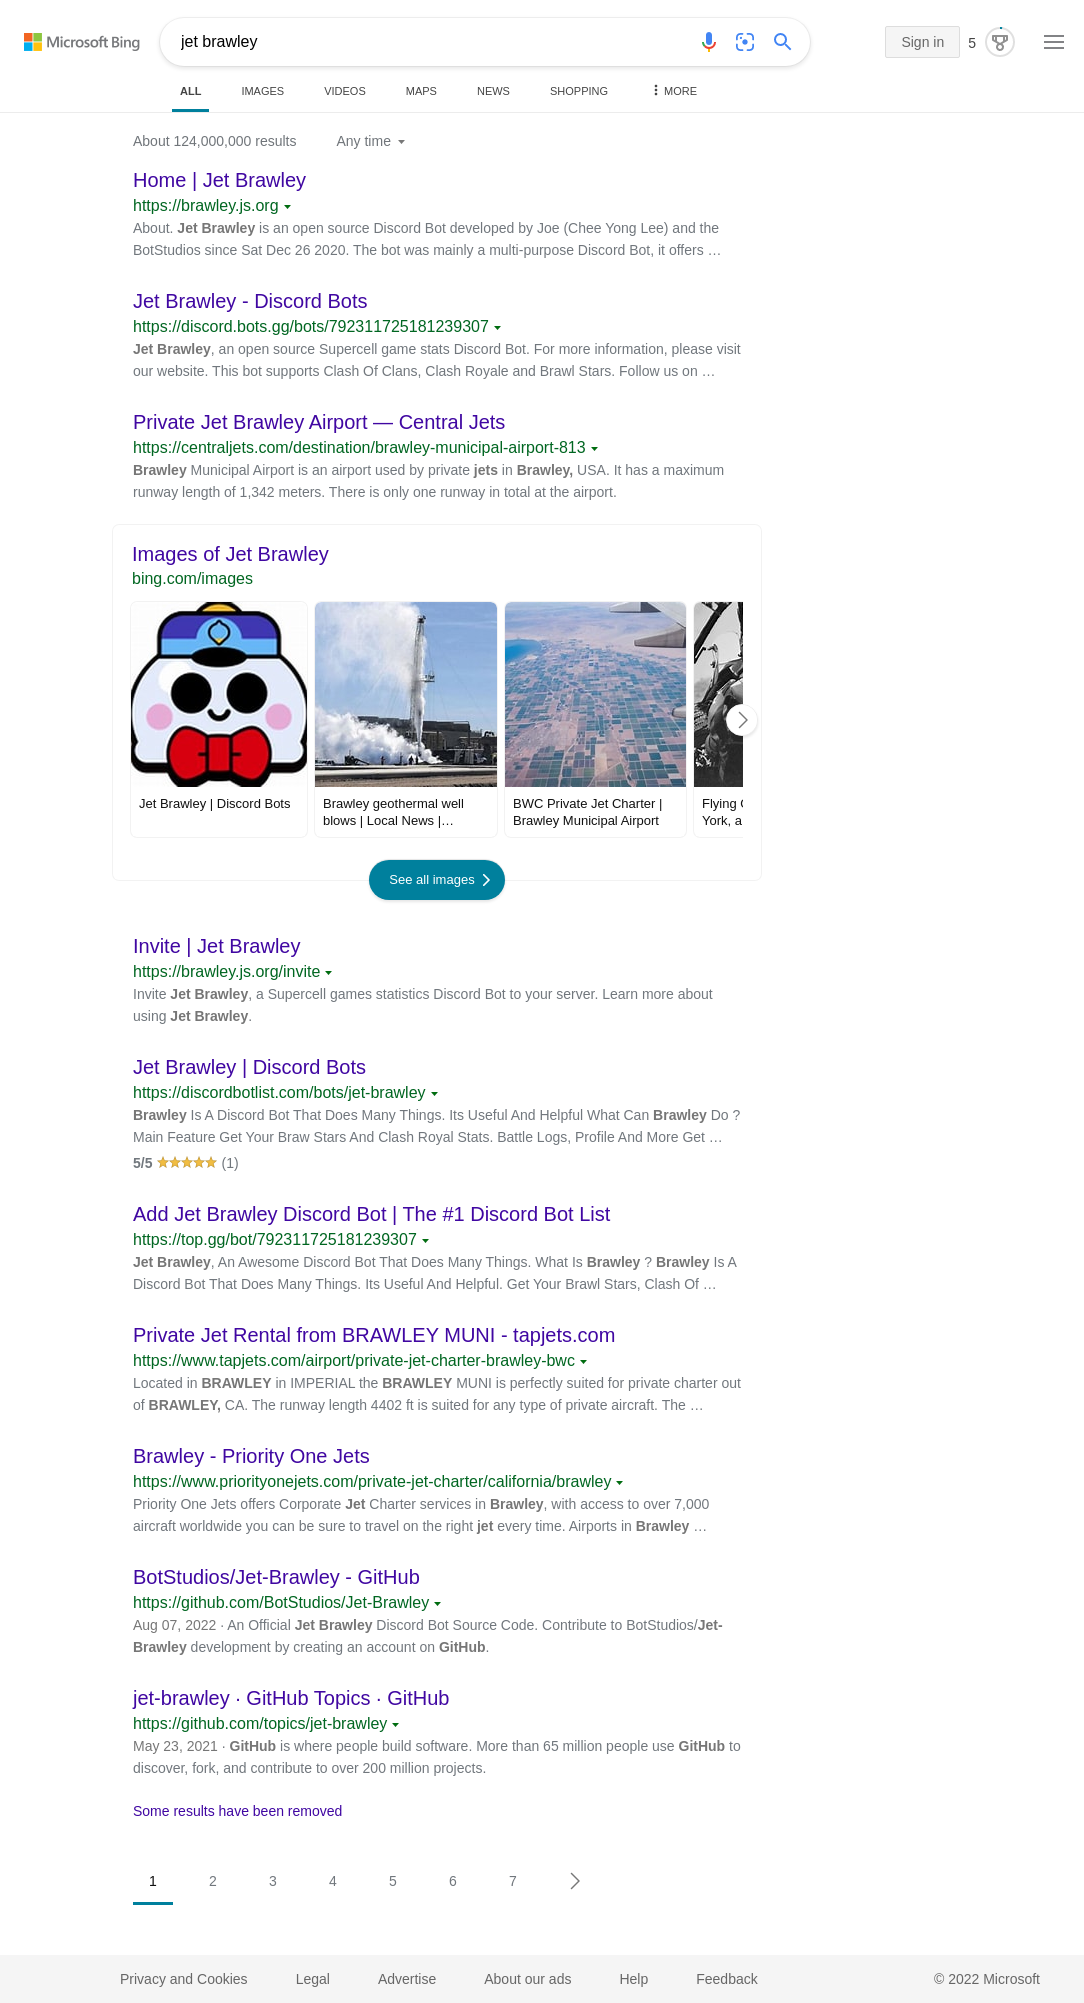 Microsoft Bing
jet brawley
Sign in
5
ALL
IMAGES
VIDEOS
MAPS
NEWS
SHOPPING
MORE
About 124,000,000 results
Any time
Home | Jet Brawley
https://brawley.js.org
About. Jet Brawley is an open source Discord Bot developed by Joe (Chee Yong Lee) and the
BotStudios since Sat Dec 26 2020. The bot was mainly a multi-purpose Discord Bot, it offers …
Jet Brawley - Discord Bots
https://discord.bots.gg/bots/792311725181239307
Jet Brawley, an open source Supercell game stats Discord Bot. For more information, please visit
our website. This bot supports Clash Of Clans, Clash Royale and Brawl Stars. Follow us on …
Private Jet Brawley Airport — Central Jets
https://centraljets.com/destination/brawley-municipal-airport-813
Brawley Municipal Airport is an airport used by private jets in Brawley, USA. It has a maximum
runway length of 1,342 meters. There is only one runway in total at the airport.
Images of Jet Brawley
bing.com/images
Jet Brawley | Discord Bots
Brawley geothermal well
blows | Local News |…
BWC Private Jet Charter |
Brawley Municipal Airport
Flying
York, a
See all images
Invite | Jet Brawley
https://brawley.js.org/invite
Invite Jet Brawley, a Supercell games statistics Discord Bot to your server. Learn more about
using Jet Brawley.
Jet Brawley | Discord Bots
https://discordbotlist.com/bots/jet-brawley
Brawley Is A Discord Bot That Does Many Things. Its Useful And Helpful What Can Brawley Do ?
Main Feature Get Your Braw Stars And Clash Royal Stats. Battle Logs, Profile And More Get …
5/5 (1)
Add Jet Brawley Discord Bot | The #1 Discord Bot List
https://top.gg/bot/792311725181239307
Jet Brawley, An Awesome Discord Bot That Does Many Things. What Is Brawley ? Brawley Is A
Discord Bot That Does Many Things. Its Useful And Helpful. Get Your Brawl Stars, Clash Of …
Private Jet Rental from BRAWLEY MUNI - tapjets.com
https://www.tapjets.com/airport/private-jet-charter-brawley-bwc
Located in BRAWLEY in IMPERIAL the BRAWLEY MUNI is perfectly suited for private charter out
of BRAWLEY, CA. The runway length 4402 ft is suited for any type of private aircraft. The …
Brawley - Priority One Jets
https://www.priorityonejets.com/private-jet-charter/california/brawley
Priority One Jets offers Corporate Jet Charter services in Brawley, with access to over 7,000
aircraft worldwide you can be sure to travel on the right jet every time. Airports in Brawley …
BotStudios/Jet-Brawley - GitHub
https://github.com/BotStudios/Jet-Brawley
Aug 07, 2022 · An Official Jet Brawley Discord Bot Source Code. Contribute to BotStudios/Jet-
Brawley development by creating an account on GitHub.
jet-brawley · GitHub Topics · GitHub
https://github.com/topics/jet-brawley
May 23, 2021 · GitHub is where people build software. More than 65 million people use GitHub to
discover, fork, and contribute to over 200 million projects.
Some results have been removed
1 2 3 4 5 6 7
Privacy and Cookies
Legal
Advertise
About our ads
Help
Feedback
© 2022 Microsoft